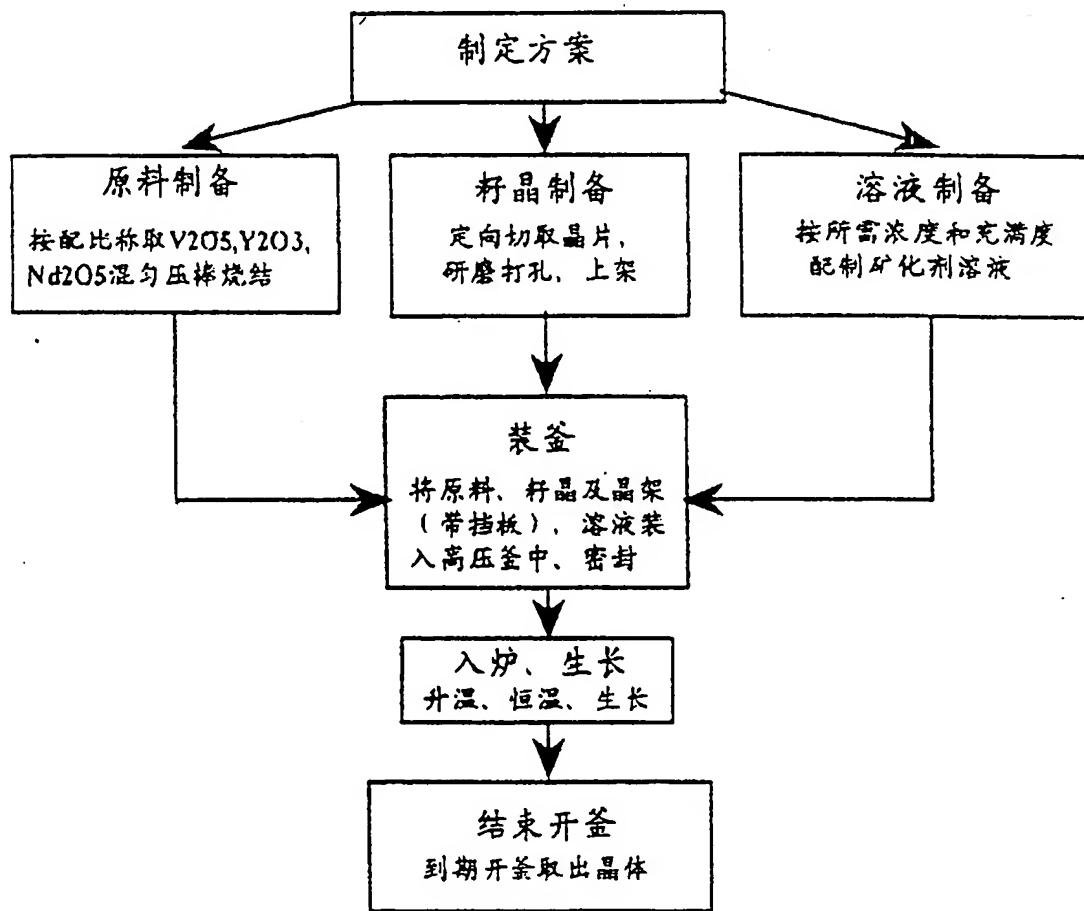 制定方案
原料制备
按配比称取V2O5,Y2O3,
Nd2O5混匀压棒烧结
籽晶制备
定向切取晶片、
研磨打孔、上架
溶液制备
按所需浓度和充满度
配制矿化剂溶液
装釜
将原料、籽晶及晶架
（带挡板）、溶液装
入高压釜中、密封
入炉、生长
升温、恒温、生长
结束开釜
到期开釜取出晶体